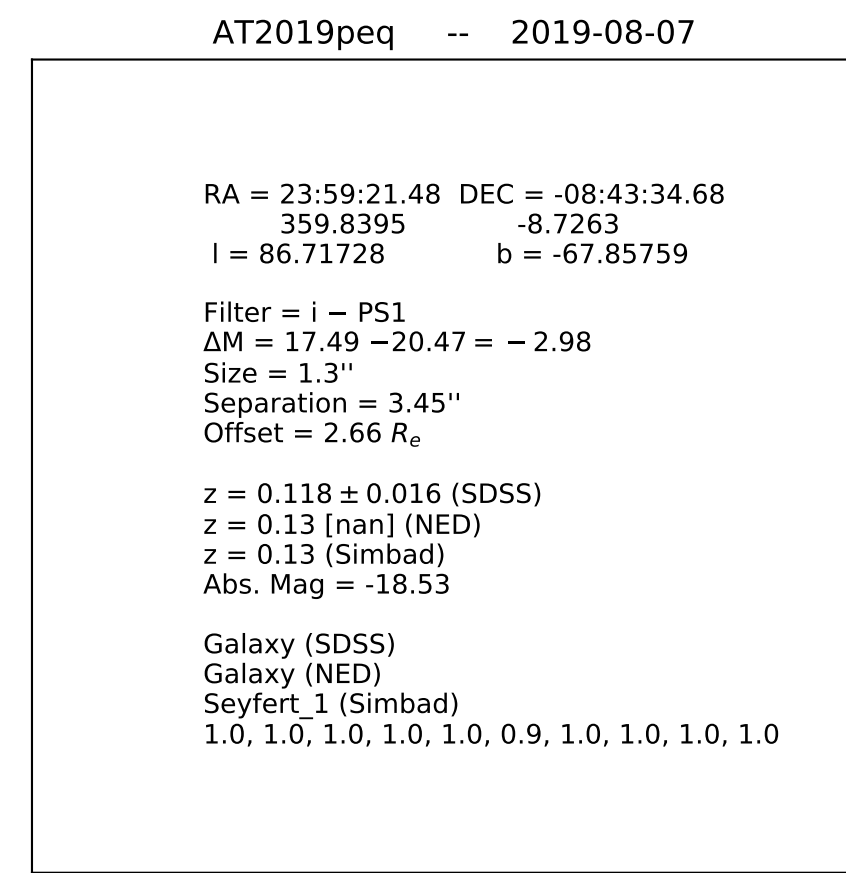 AT2019peq -- 2019-08-07
RA = 23:59:21.48 DEC = -08:43:34.68
359.8395 -8.7263
l = 86.71728 b = -67.85759
Filter = i − PS1
ΔM = 17.49 −20.47 = − 2.98
Size = 1.3''
Separation = 3.45''
Offset = 2.66 Re
z = 0.118 ± 0.016 (SDSS)
z = 0.13 [nan] (NED)
z = 0.13 (Simbad)
Abs. Mag = -18.53
Galaxy (SDSS)
Galaxy (NED)
Seyfert_1 (Simbad)
1.0, 1.0, 1.0, 1.0, 1.0, 0.9, 1.0, 1.0, 1.0, 1.0